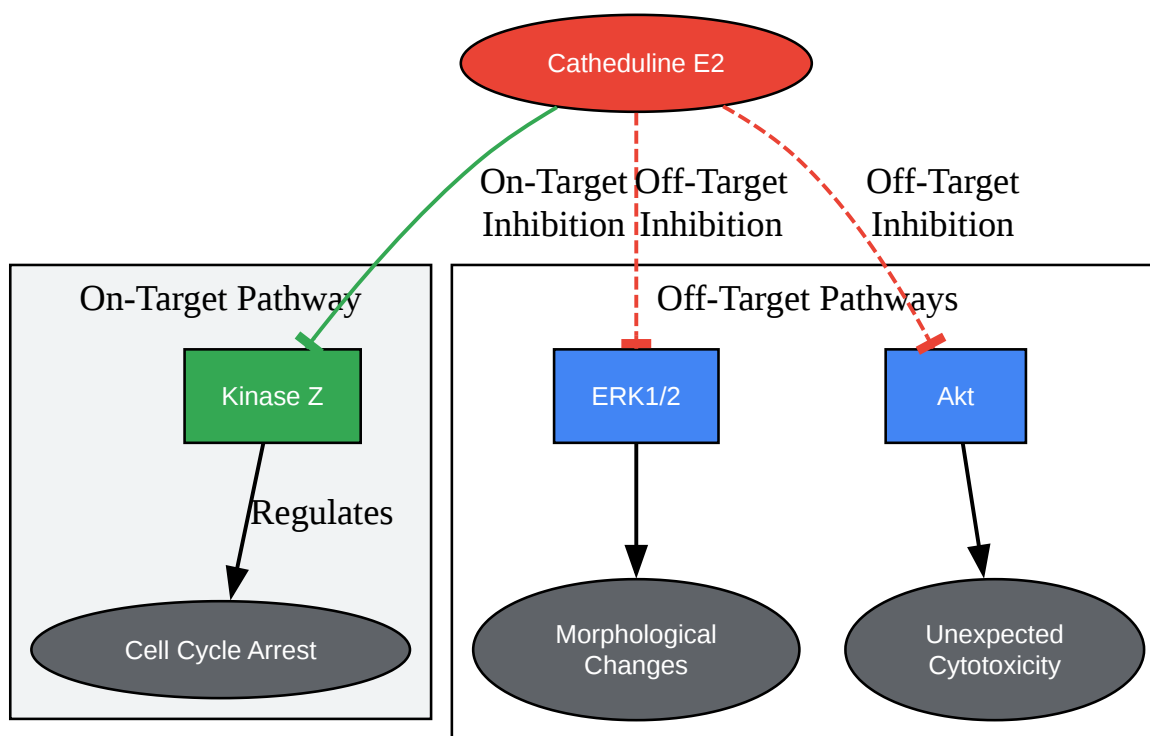 Catheduline E2
On-Target
Inhibition
Off-Target
Inhibition
Off-Target
Inhibition
On-Target Pathway
Off-Target Pathways
Kinase Z
ERK1/2
Akt
Regulates
Cell Cycle Arrest
Morphological
Changes
Unexpected
Cytotoxicity